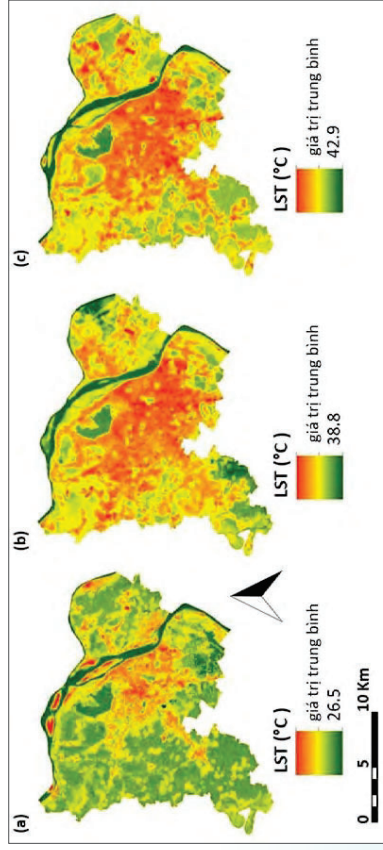 (a)
(b)
(c)
LST (°C )
giá trị trung bình
26.5
LST (°C )
giá trị trung bình
38.8
LST (°C )
giá trị trung bình
42.9
0 5 10 Km